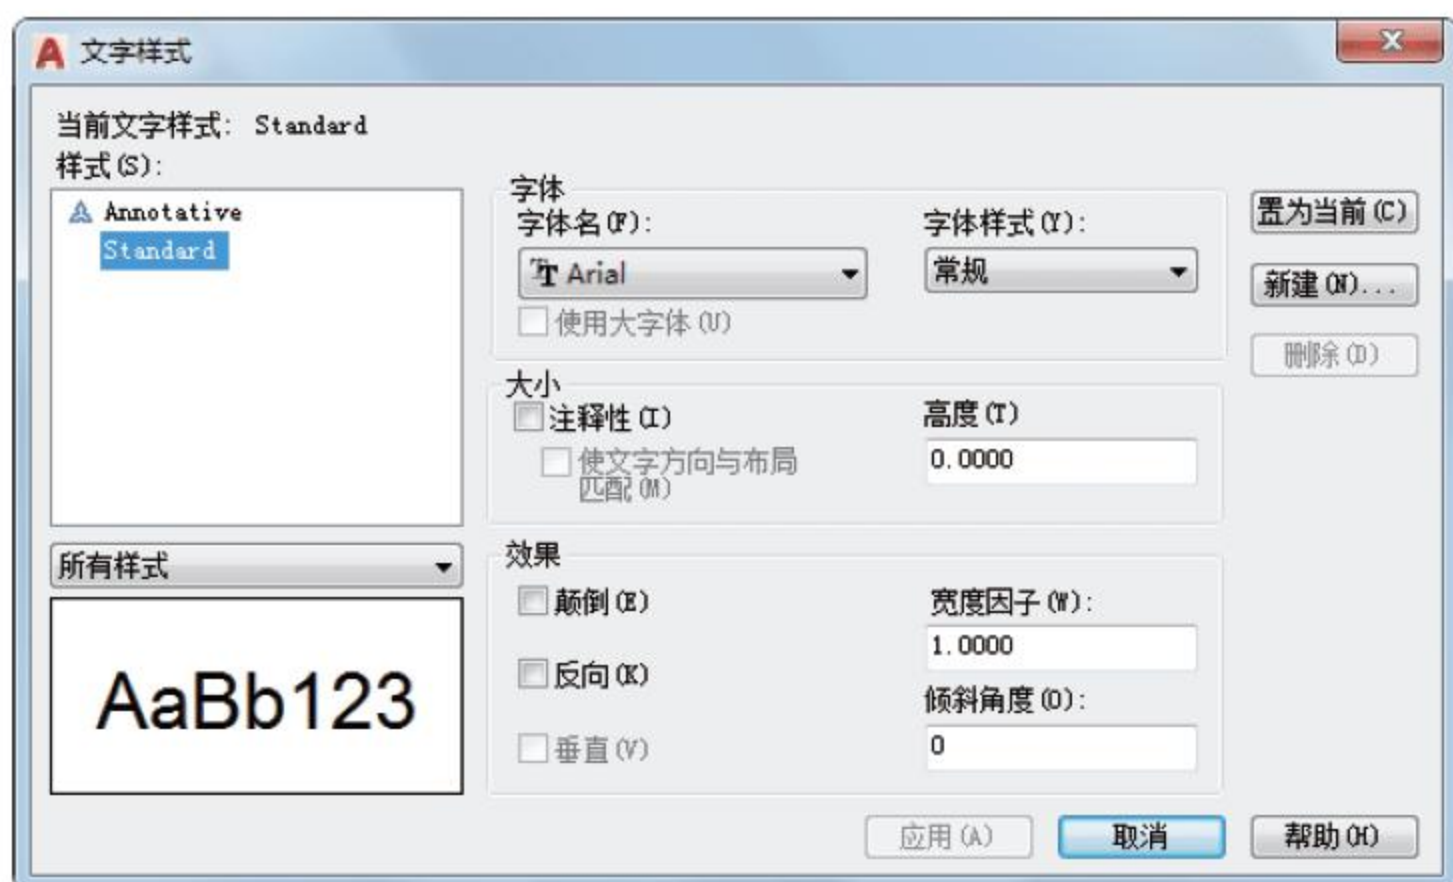 文字样式
当前文字样式: Standard
样式(S):
Annotative
Standard
所有样式
AaBb123
字体
字体名(F):
字体样式(Y):
Arial
常规
使用大字体(U)
大小
注释性(I)
高度(T)
使文字方向与布局
匹配(M)
0.0000
效果
颠倒(E)
宽度因子(W):
1.0000
反向(K)
倾斜角度(O):
垂直(V)
0
置为当前(C)
新建(N)...
删除(D)
应用(A)
取消
帮助(H)